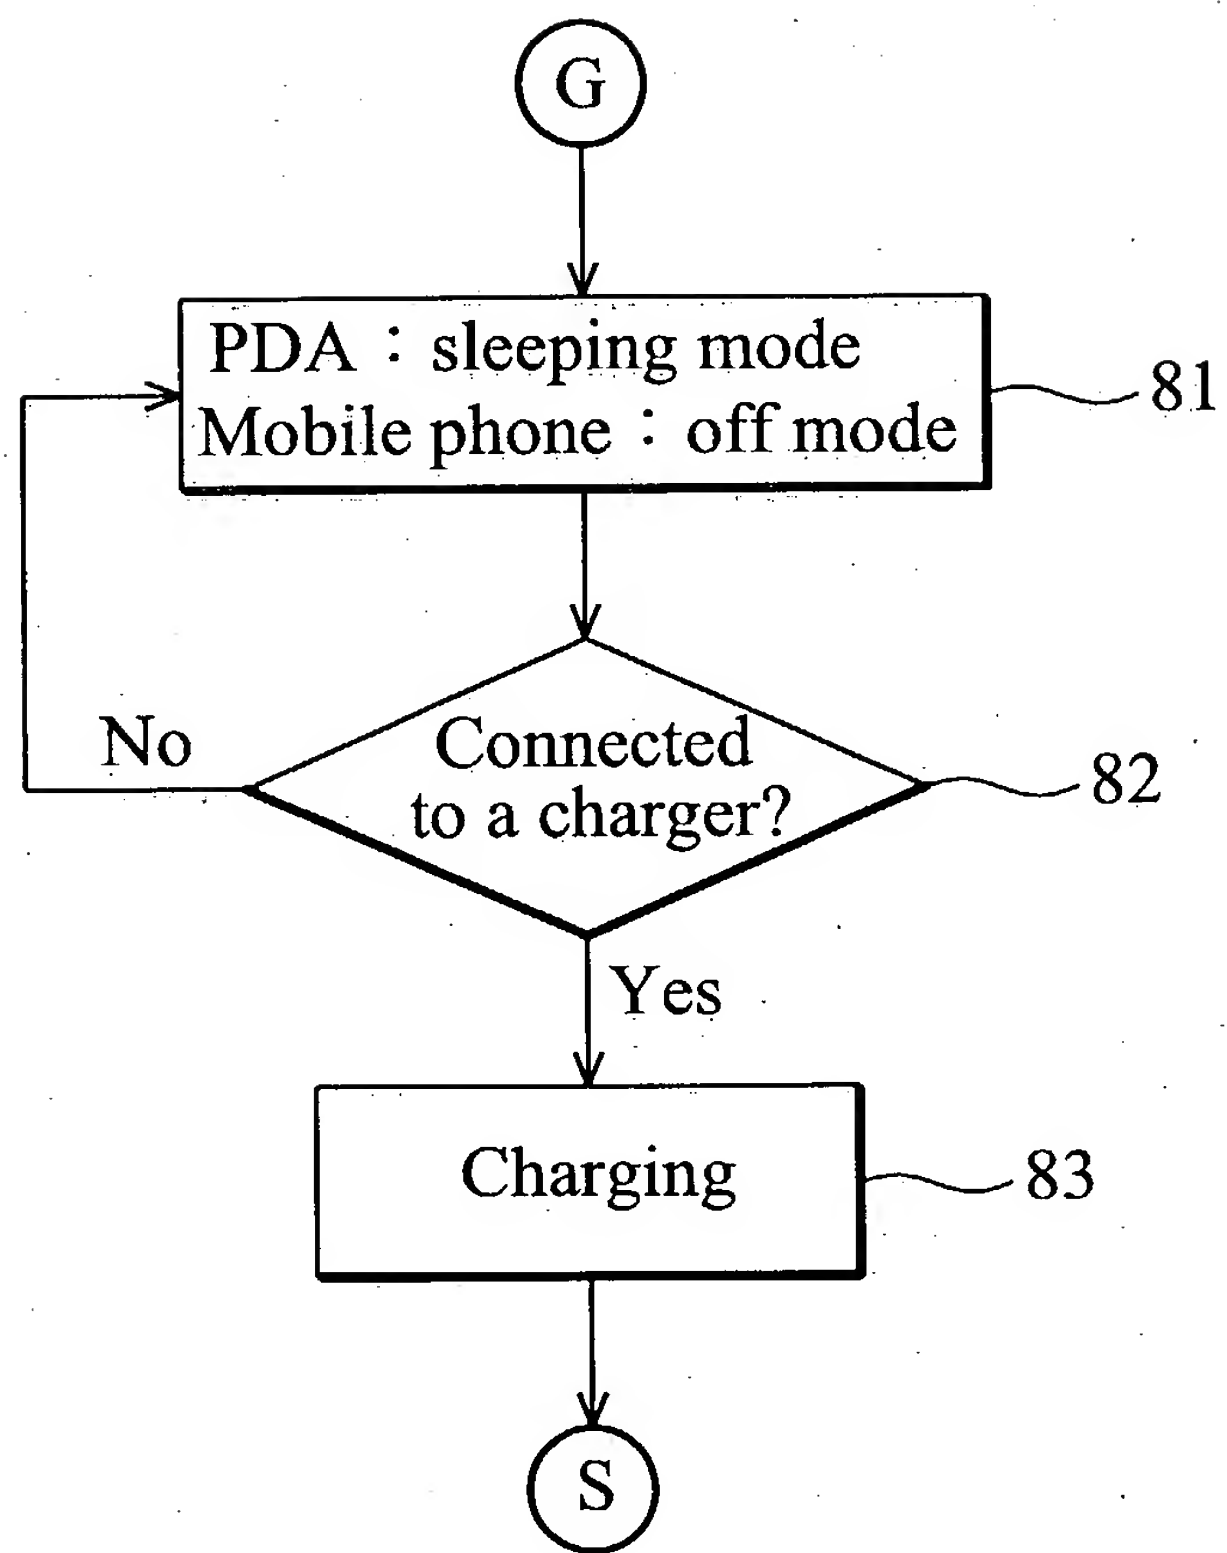 G
PDA : sleeping mode
Mobile phone : off mode
81
Connected
to a charger?
82
No
Yes
Charging
83
S